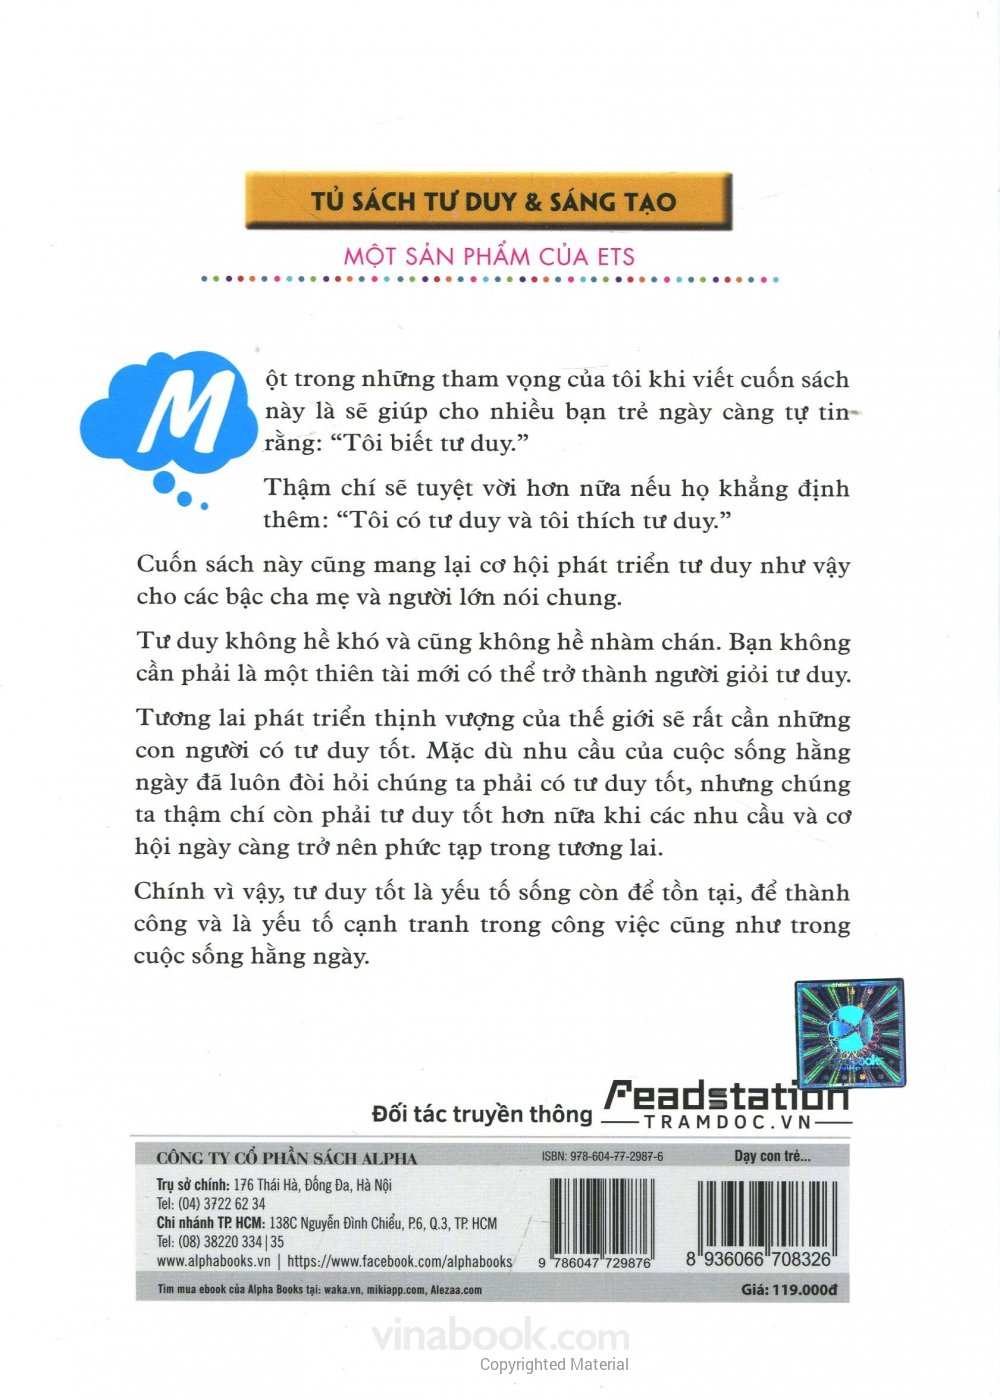 TỦ SÁCH TƯ DUY & SÁNG TẠO
MỘT SẢN PHẨM CỦA ETS
Một trong những tham vọng của tôi khi viết cuốn sách
này là sẽ giúp cho nhiều bạn trẻ ngày càng tự tin
rằng: “Tôi biết tư duy.”
Thậm chí sẽ tuyệt vời hơn nữa nếu họ khẳng định
thêm: “Tôi có tư duy và tôi thích tư duy.”
Cuốn sách này cũng mang lại cơ hội phát triển tư duy như vậy
cho các bậc cha mẹ và người lớn nói chung.
Tư duy không hề khó và cũng không hề nhàm chán. Bạn không
cần phải là một thiên tài mới có thể trở thành người giỏi tư duy.
Tương lai phát triển thịnh vượng của thế giới sẽ rất cần những
con người có tư duy tốt. Mặc dù nhu cầu của cuộc sống hằng
ngày đã luôn đòi hỏi chúng ta phải có tư duy tốt, nhưng chúng
ta thậm chí còn phải tư duy tốt hơn nữa khi các nhu cầu và cơ
hội ngày càng trở nên phức tạp trong tương lai.
Chính vì vậy, tư duy tốt là yếu tố sống còn để tồn tại, để thành
công và là yếu tố cạnh tranh trong công việc cũng như trong
cuộc sống hằng ngày.
Đối tác truyền thông Readstation
TRAMDOC.VN
CÔNG TY CỔ PHẦN SÁCH ALPHA
Trụ sở chính: 176 Thái Hà, Đống Đa, Hà Nội
Tel: (04) 3722 62 34
Chi nhánh TP. HCM: 138C Nguyễn Đình Chiểu, P.6, Q.3, TP. HCM
Tel: (08) 38220 334 | 35
www.alphabooks.vn | https://www.facebook.com/alphabooks
ISBN: 978-604-77-2987-6
9 786047 729876
Dạy con trẻ...
8 936066 708326
Tìm mua ebook của Alpha Books tại: waka.vn, mikiapp.com, Alezaa.com
Giá: 119.000đ
vinabook.com
Copyrighted Material